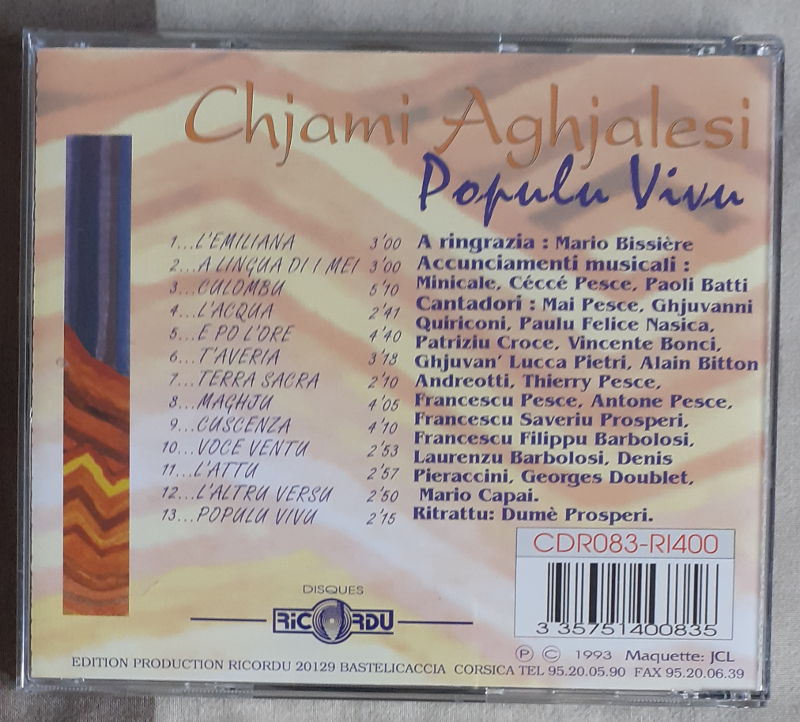 Chjami Aghjalesi
Populu Vivu
1...L'EMILIANA 3'00
2...A LINGUA DI I MEI 3'00
3...CULOMBU 5'10
4...L'ACQUA 2'41
5...E PO L'ORE 4'40
6...T'AVERIA 3'18
7...TERRA SACRA 2'10
8...MAGHJU 4'05
9...CUSCENZA 4'10
10...VOCE VENTU 2'53
11...L'ATTU 2'57
12...L'ALTRU VERSU 2'50
13...POPULU VIVU 2'15
A ringrazia : Mario Bissière
Accunciamenti musicali :
Minicale, Céccé Pesce, Paoli Batti
Cantadori : Mai Pesce, Ghjuvanni
Quiriconi, Paulu Felice Nasica,
Patriziu Croce, Vincente Bonci,
Ghjuvan' Lucca Pietri, Alain Bitton
Andreotti, Thierry Pesce,
Francescu Pesce, Antone Pesce,
Francescu Saveriu Prosperi,
Francescu Filippu Barbolosi,
Laurenzu Barbolosi, Denis
Pieraccini, Georges Doublet,
Mario Capai.
Ritrattu: Dumè Prosperi.
CDR083-RI400
3 35751400835
DISQUES
RICORDU
℗ © 1993 Maquette: JCL
EDITION PRODUCTION RICORDU 20129 BASTELICACCIA CORSICA TEL 95.20.05.90 FAX 95.20.06.39